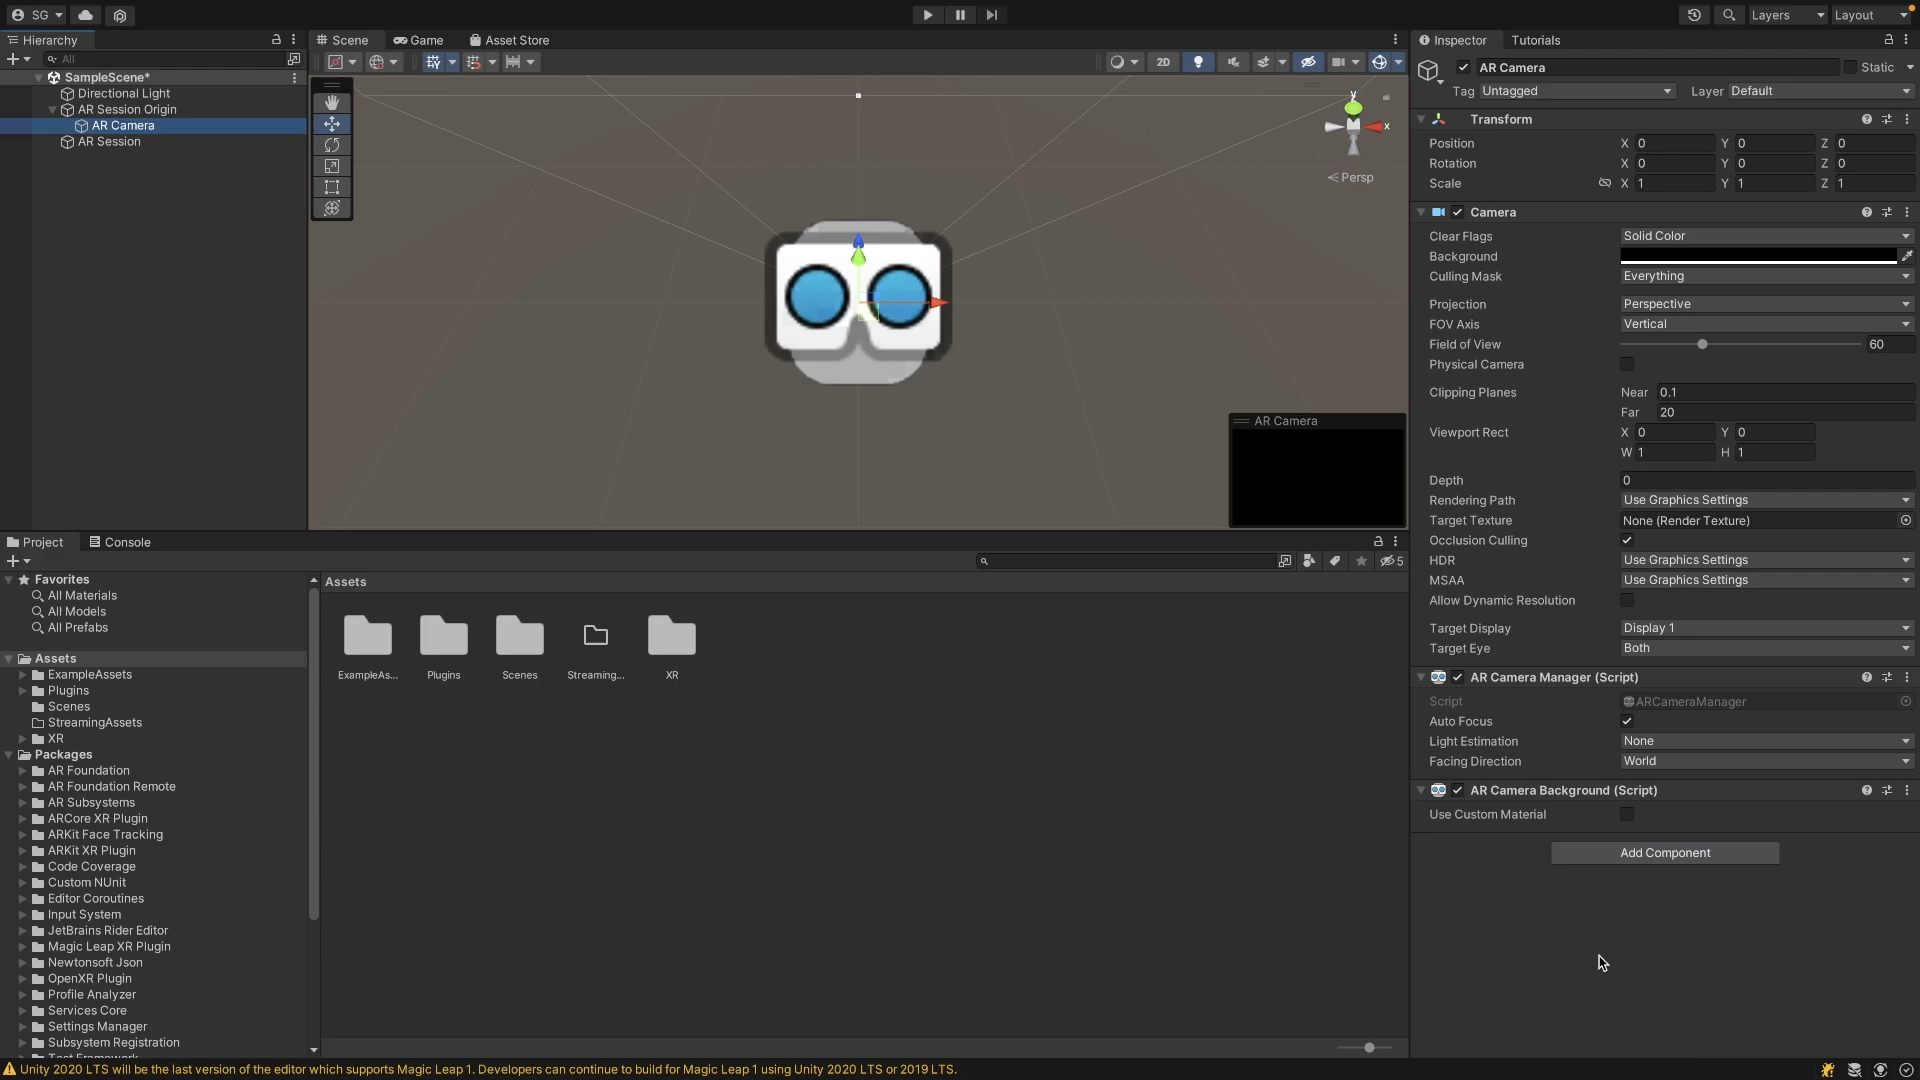 SG
Layers
Layout
Hierarchy
All
SampleScene*
Directional Light
AR Session Origin
AR Camera
AR Session
Scene
Game
Asset Store
2D
y
x
Persp
AR Camera
Inspector
Tutorials
AR Camera
Static
Tag Untagged
Layer Default
Transform
Position X 0 Y 0 Z 0
Rotation X 0 Y 0 Z 0
Scale X 1 Y 1 Z 1
Camera
Clear Flags Solid Color
Background
Culling Mask Everything
Projection Perspective
FOV Axis Vertical
Field of View 60
Physical Camera
Clipping Planes Near 0.1
Far 20
Viewport Rect X 0 Y 0
W 1 H 1
Depth 0
Rendering Path Use Graphics Settings
Target Texture None (Render Texture)
Occlusion Culling
HDR Use Graphics Settings
MSAA Use Graphics Settings
Allow Dynamic Resolution
Target Display Display 1
Target Eye Both
AR Camera Manager (Script)
Script ARCameraManager
Auto Focus
Light Estimation None
Facing Direction World
AR Camera Background (Script)
Use Custom Material
Add Component
Project
Console
5
Favorites
All Materials
All Models
All Prefabs
Assets
ExampleAssets
Plugins
Scenes
StreamingAssets
XR
Packages
AR Foundation
AR Foundation Remote
AR Subsystems
ARCore XR Plugin
ARKit Face Tracking
ARKit XR Plugin
Code Coverage
Custom NUnit
Editor Coroutines
Input System
JetBrains Rider Editor
Magic Leap XR Plugin
Newtonsoft Json
OpenXR Plugin
Profile Analyzer
Services Core
Settings Manager
Subsystem Registration
Assets
ExampleAs...
Plugins
Scenes
Streaming...
XR
Unity 2020 LTS will be the last version of the editor which supports Magic Leap 1. Developers can continue to build for Magic Leap 1 using Unity 2020 LTS or 2019 LTS.